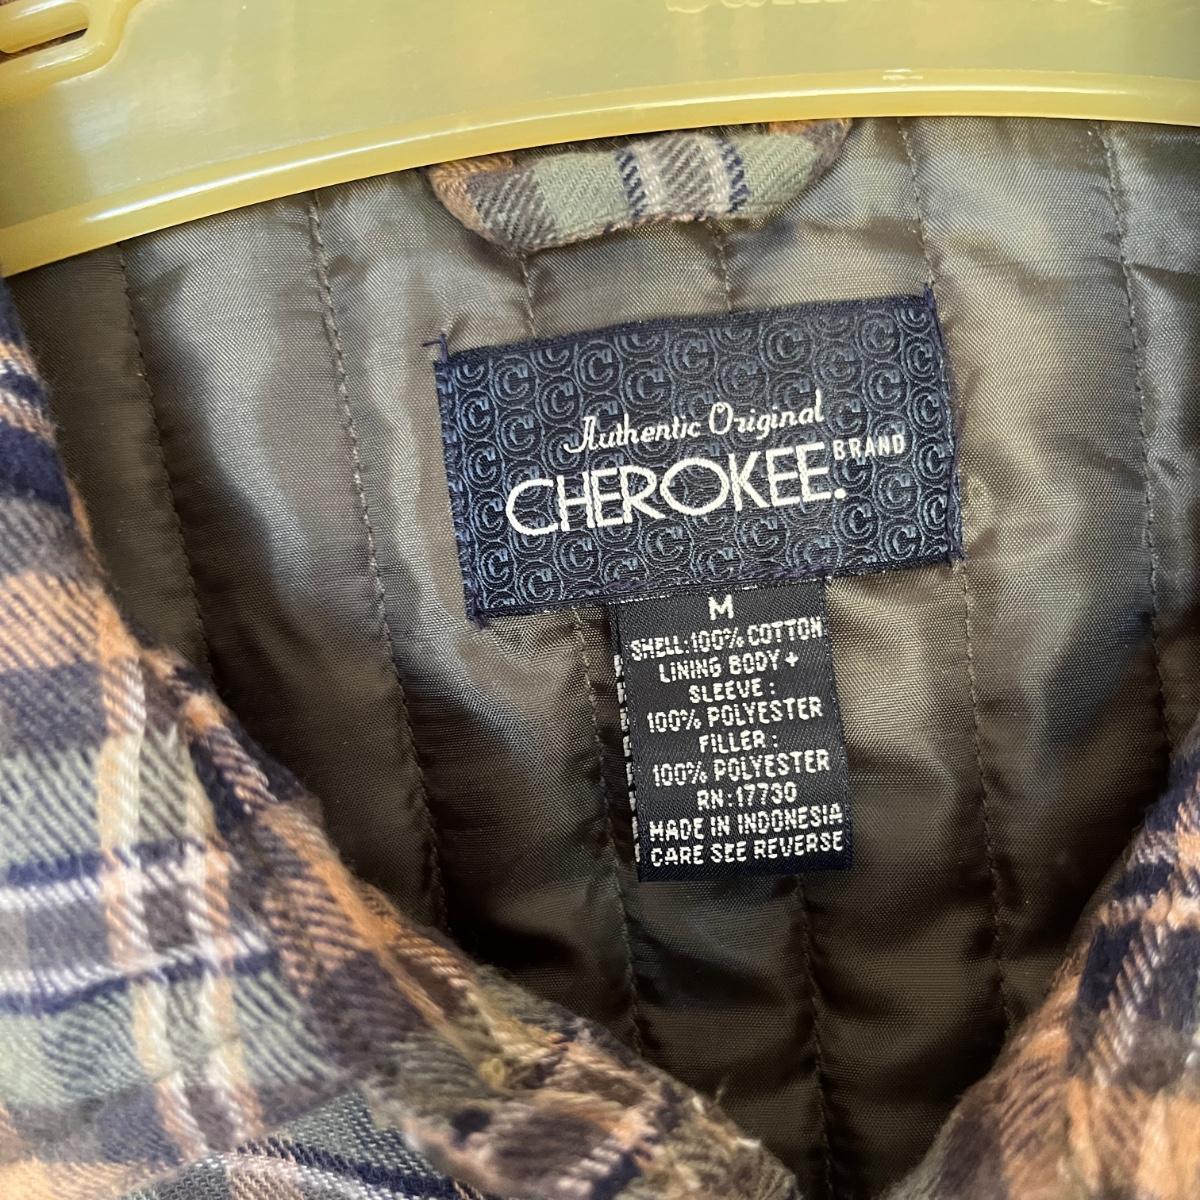 Authentic Original
CHEROKEE. BRAND
M
SHELL:100% COTTON
LINING BODY +
SLEEVE :
100% POLYESTER
FILLER :
100% POLYESTER
RN:17730
MADE IN INDONESIA
CARE SEE REVERSE